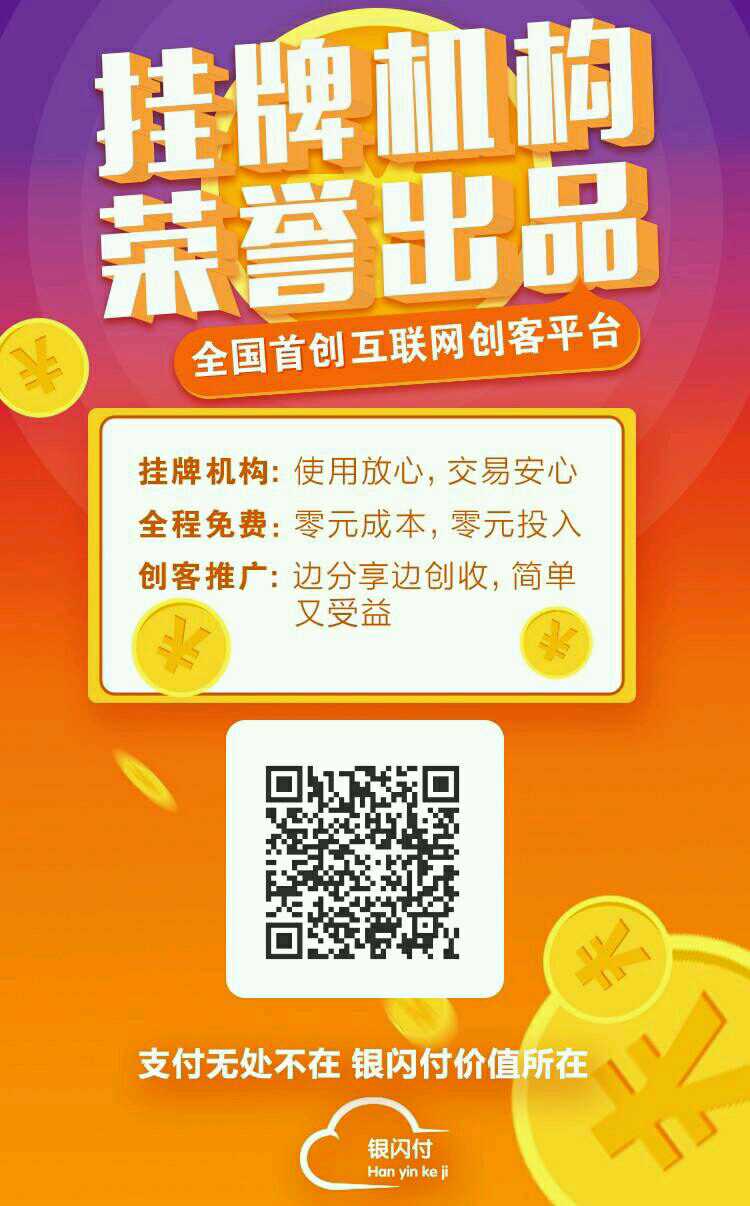 挂牌机构
荣誉出品
全国首创互联网创客平台
挂牌机构: 使用放心, 交易安心
全程免费: 零元成本, 零元投入
创客推广: 边分享边创收, 简单
又受益
支付无处不在 银闪付价值所在
银闪付
Han yin ke ji